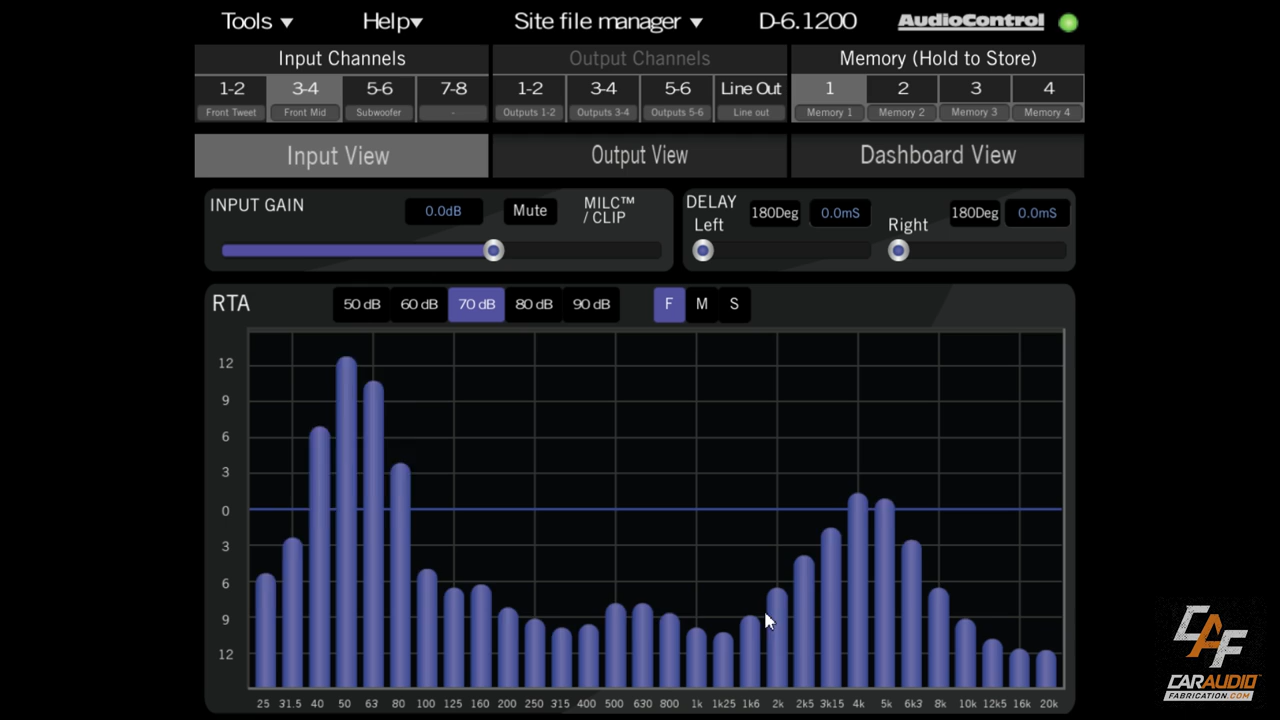 Tools ▼ Help▼ Site file manager ▼ D-6.1200 AudioControl
Input Channels Output Channels Memory (Hold to Store)
1-2 3-4 5-6 7-8 1-2 3-4 5-6 Line Out 1 2 3 4
Front Tweet Front Mid Subwoofer - Outputs 1-2 Outputs 3-4 Outputs 5-6 Line out Memory 1 Memory 2 Memory 3 Memory 4
Input View Output View Dashboard View
INPUT GAIN 0.0dB Mute MILC™ / CLIP
DELAY
Left 180Deg 0.0mS Right 180Deg 0.0mS
RTA 50 dB 60 dB 70 dB 80 dB 90 dB F M S
12
9
6
3
0
3
6
9
12
25 31.5 40 50 63 80 100 125 160 200 250 315 400 500 630 800 1k 1k25 1k6 2k 2k5 3k15 4k 5k 6k3 8k 10k 12k5 16k 20k
CAF
CARAUDIO
FABRICATION.COM